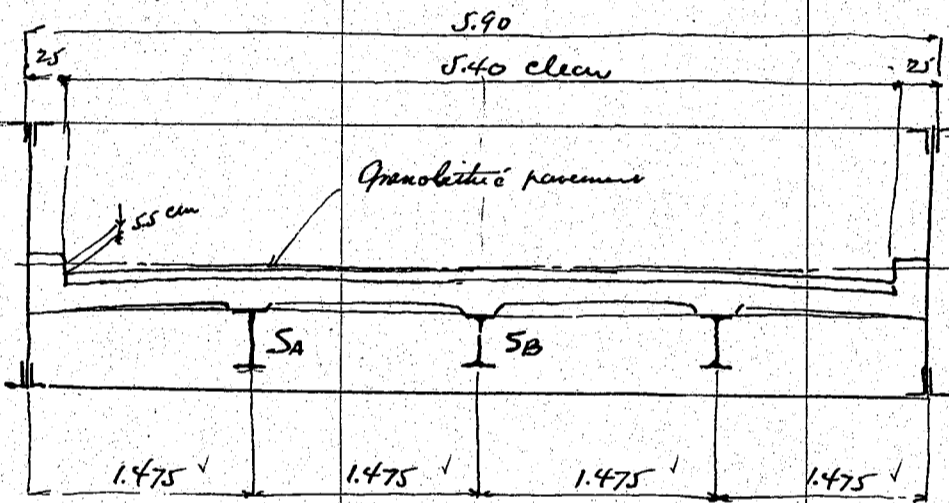 5.90
25
5.40 clear
25
Granolithic pavement
5.5 cm
SA
SB
1.475 ✓
1.475 ✓
1.475 ✓
1.475 ✓